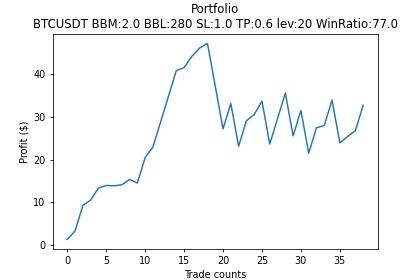 Portfolio
BTCUSDT BBM:2.0 BBL:280 SL:1.0 TP:0.6 lev:20 WinRatio:77.0
40
30
20
10
0
Profit ($)
0 5 10 15 20 25 30 35
Trade counts